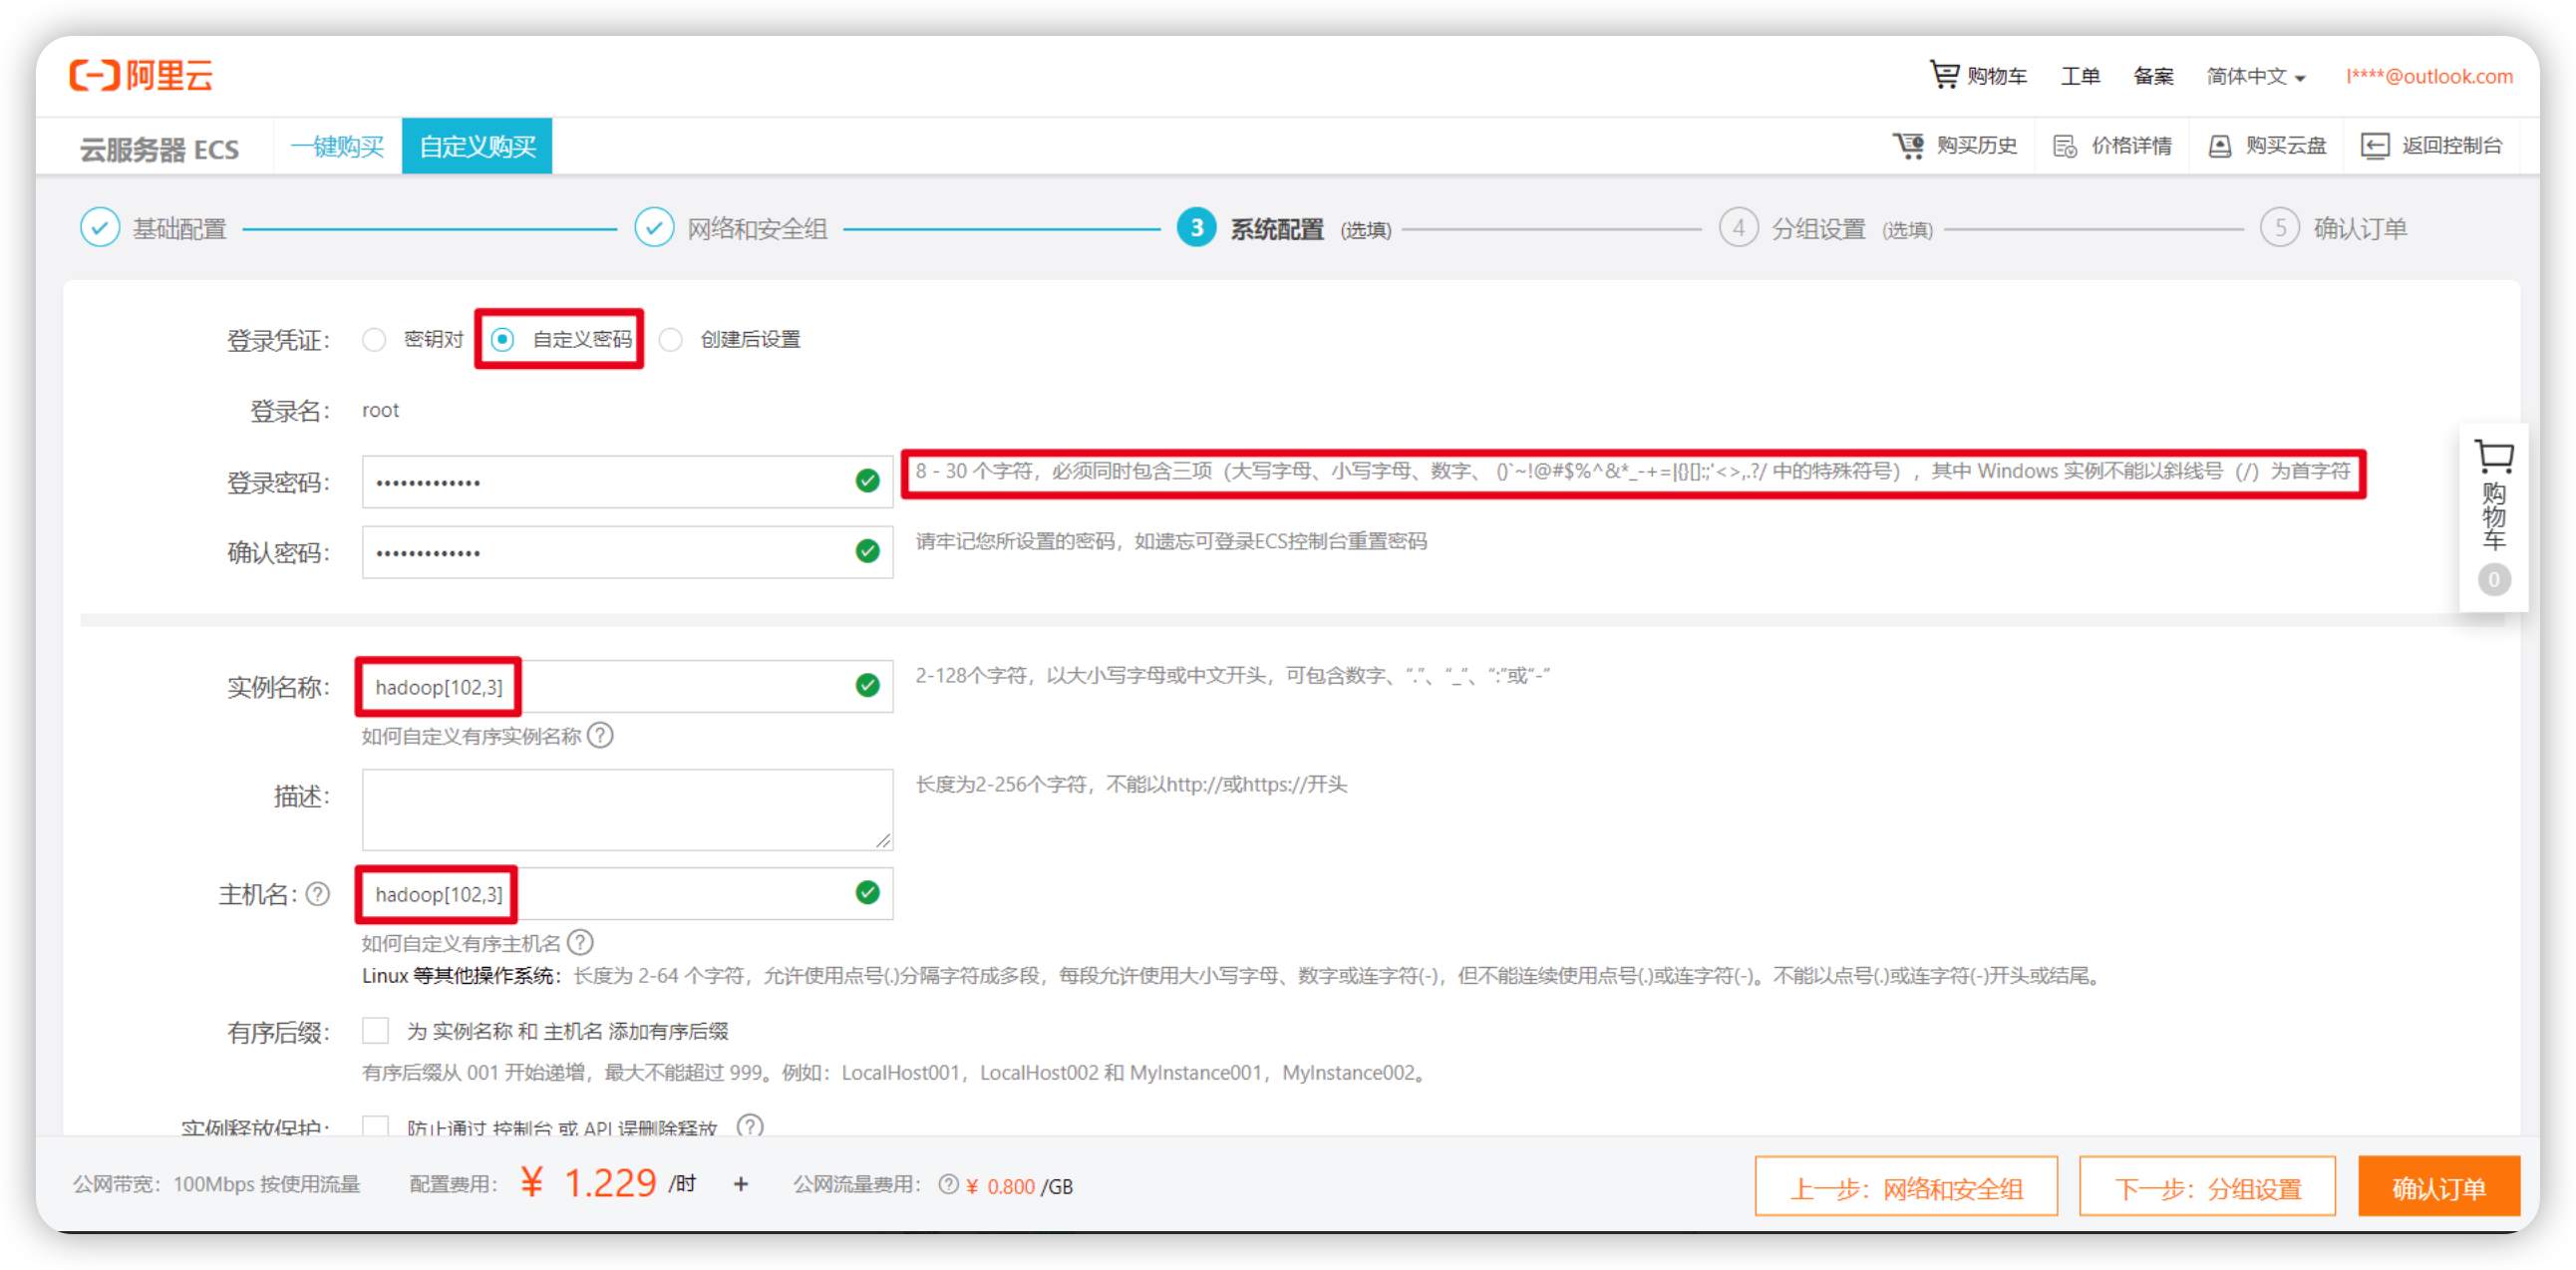 阿里云
购物车 工单 备案 简体中文 l****@outlook.com
云服务器 ECS 一键购买 自定义购买 购买历史 价格详情 购买云盘 返回控制台
基础配置 网络和安全组 3 系统配置 (选填) 4 分组设置 (选填) 5 确认订单
登录凭证: 密钥对 自定义密码 创建后设置
登录名: root
登录密码: ••••••••••••• 8 - 30 个字符，必须同时包含三项（大写字母、小写字母、数字、 ()`~!@#$%^&*_-+=|{}[]:;'<>,.?/ 中的特殊符号），其中 Windows 实例不能以斜线号（/）为首字符
确认密码: ••••••••••••• 请牢记您所设置的密码，如遗忘可登录ECS控制台重置密码
购物车
0
实例名称: hadoop[102,3] 2-128个字符，以大小写字母或中文开头，可包含数字、“.”、“_”、“:”或“-”
如何自定义有序实例名称 ?
描述: 长度为2-256个字符，不能以http://或https://开头
主机名: ? hadoop[102,3]
如何自定义有序主机名 ?
Linux 等其他操作系统：长度为 2-64 个字符，允许使用点号(.)分隔字符成多段，每段允许使用大小写字母、数字或连字符(-)，但不能连续使用点号(.)或连字符(-)。不能以点号(.)或连字符(-)开头或结尾。
有序后缀: 为 实例名称 和 主机名 添加有序后缀
有序后缀从 001 开始递增，最大不能超过 999。例如：LocalHost001，LocalHost002 和 MyInstance001，MyInstance002。
实例释放保护: 防止通过 控制台 或 API 误删除释放 ?
公网带宽：100Mbps 按使用流量 配置费用: ¥ 1.229 /时 + 公网流量费用: ? ¥ 0.800 /GB 上一步：网络和安全组 下一步：分组设置 确认订单